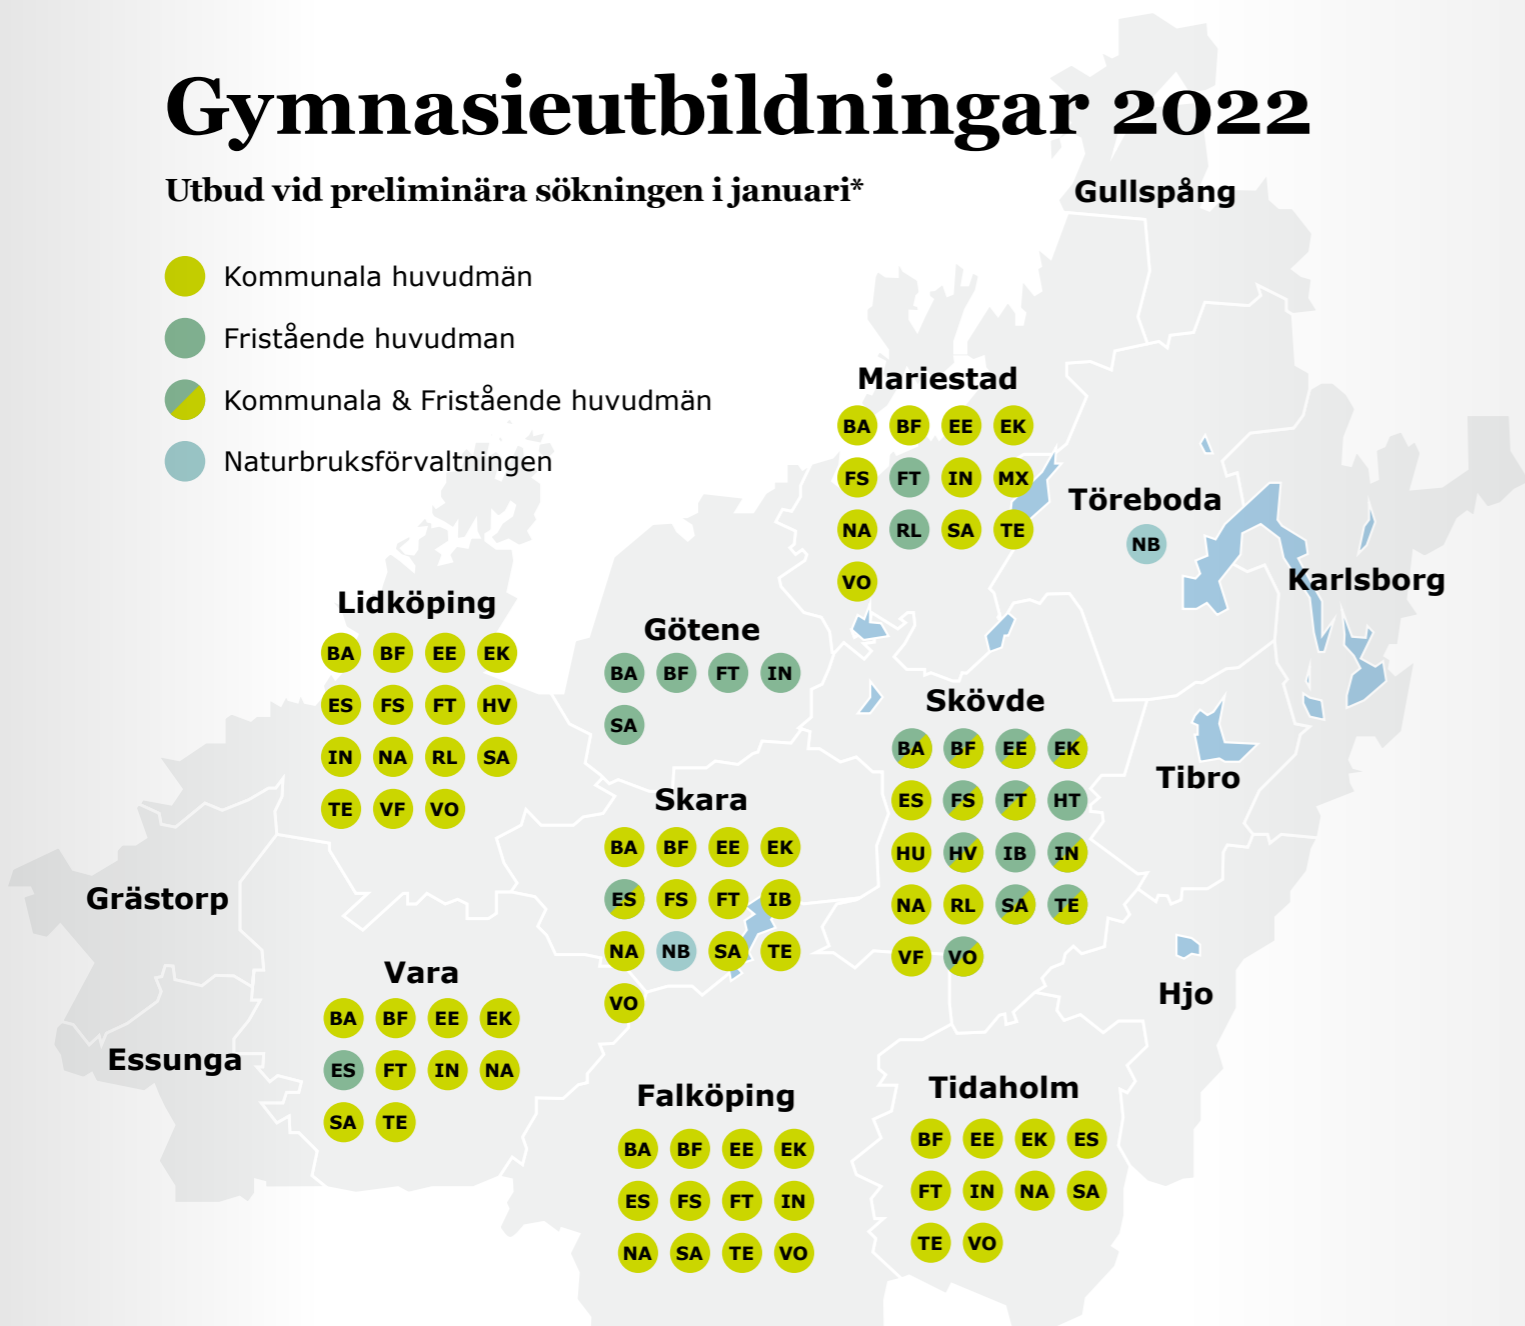 Gymnasieutbildningar 2022
Utbud vid preliminära sökningen i januari*
Kommunala huvudmän
Fristående huvudman
Kommunala & Fristående huvudmän
Naturbruksförvaltningen
Gullspång
Mariestad
BA BF EE EK
FS FT IN MX
NA RL SA TE
VO
Töreboda
NB
Karlsborg
Lidköping
BA BF EE EK
ES FS FT HV
IN NA RL SA
TE VF VO
Götene
BA BF FT IN
SA
Skövde
BA BF EE EK
ES FS FT HT
HU HV IB IN
NA RL SA TE
VF VO
Tibro
Skara
BA BF EE EK
ES FS FT IB
NA NB SA TE
VO
Grästorp
Vara
BA BF EE EK
ES FT IN NA
SA TE
Hjo
Essunga
Falköping
BA BF EE EK
ES FS FT IN
NA SA TE VO
Tidaholm
BF EE EK ES
FT IN NA SA
TE VO